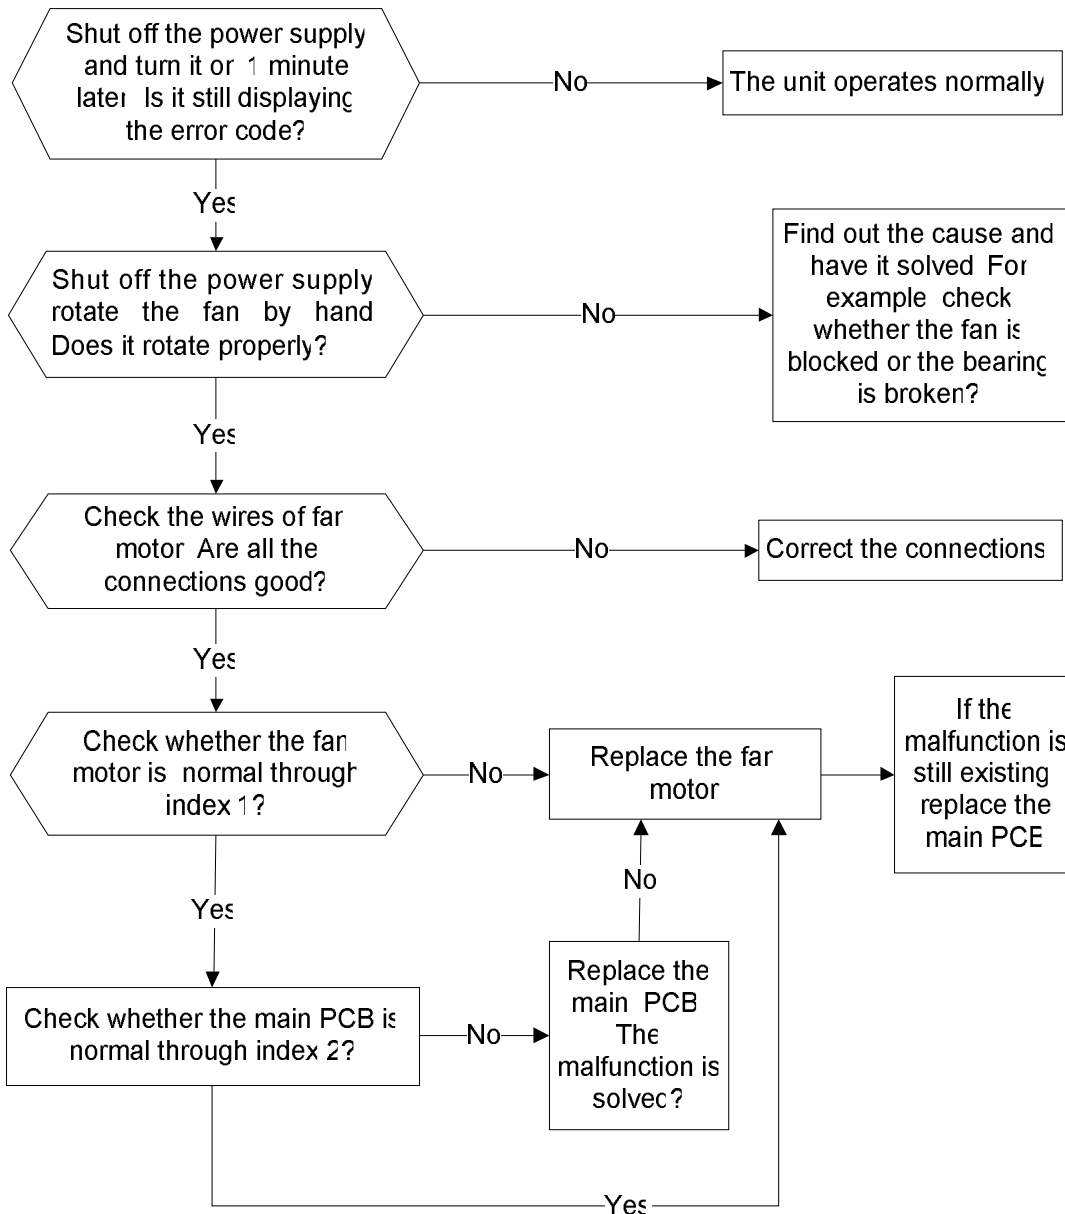 Shut off the power supply
and turn it or 1 minute
later Is it still displaying
the error code?
No
The unit operates normally
Yes
Shut off the power supply
rotate the fan by hand
Does it rotate properly?
No
Find out the cause and
have it solved For
example check
whether the fan is
blocked or the bearing
is broken?
Yes
Check the wires of far
motor Are all the
connections good?
No
Correct the connections
Yes
Check whether the fan
motor is normal through
index 1?
No
Replace the far
motor
If the
malfunction is
still existing
replace the
main PCE
Yes
No
Check whether the main PCB is
normal through index 2?
No
Replace the
main PCB
The
malfunction is
solved?
Yes